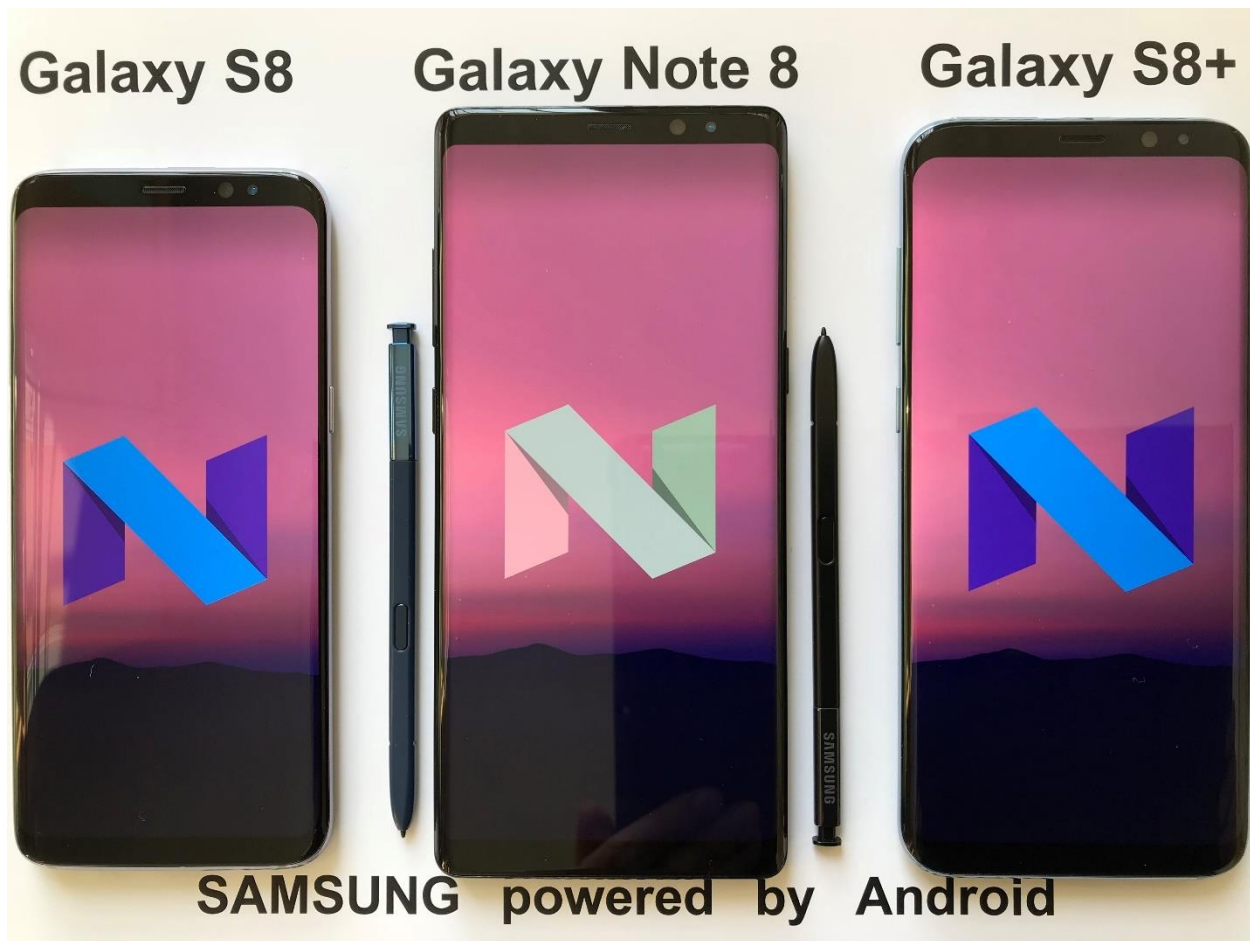 Galaxy S8
Galaxy Note 8
Galaxy S8+
SAMSUNG
SAMSUNG
SAMSUNG powered by Android